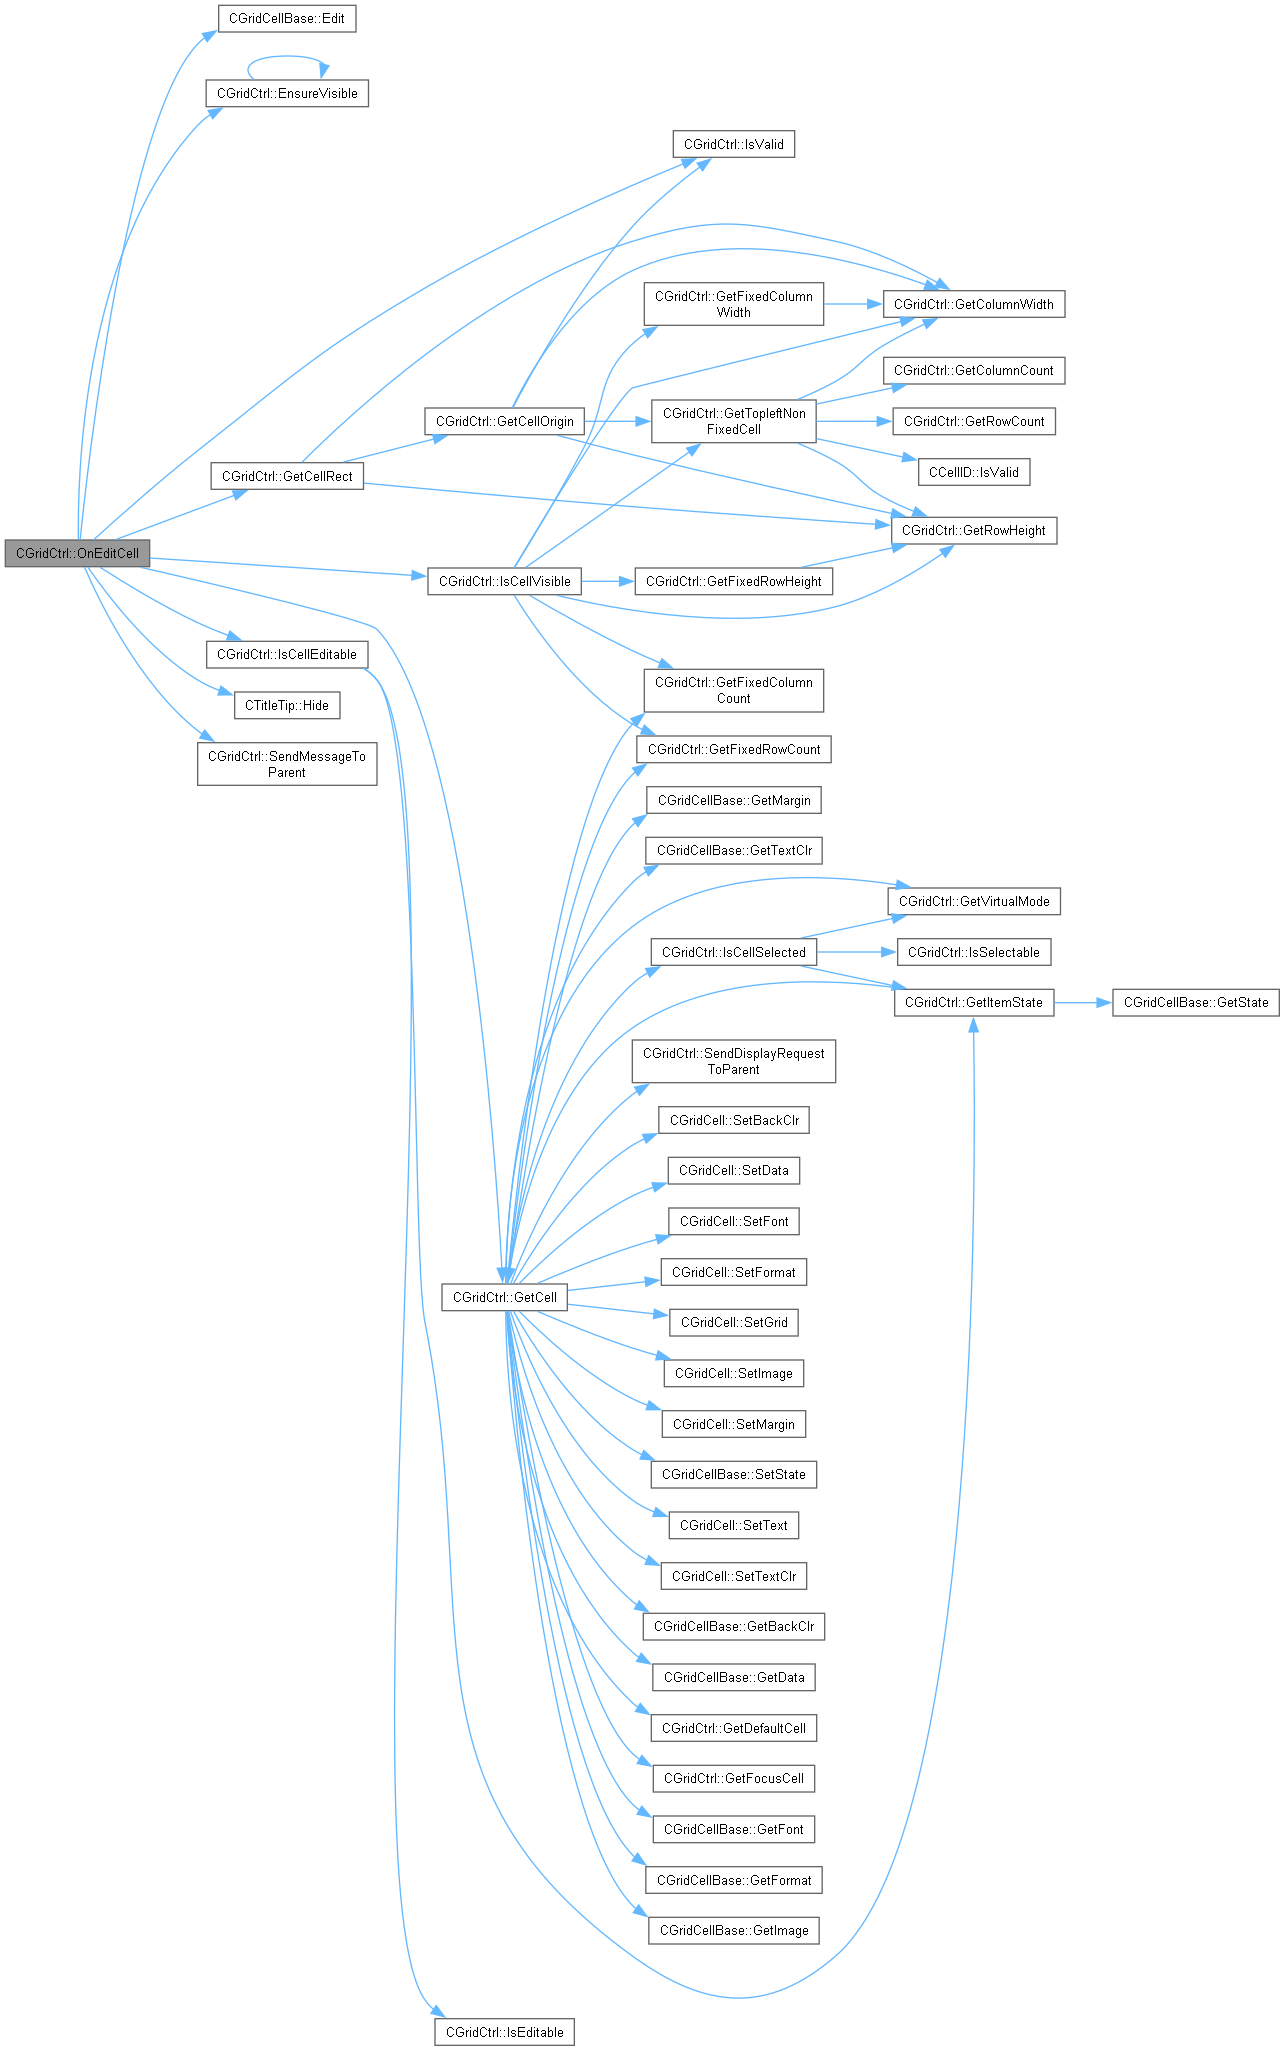 CGridCellBase::Edit
CGridCtrl::EnsureVisible
CGridCtrl::IsValid
CGridCtrl::GetFixedColumn
Width
CGridCtrl::GetColumnWidth
CGridCtrl::GetColumnCount
CGridCtrl::GetCellOrigin
CGridCtrl::GetTopleftNon
FixedCell
CGridCtrl::GetRowCount
CGridCtrl::GetCellRect
CCellID::IsValid
CGridCtrl::GetRowHeight
CGridCtrl::OnEditCell
CGridCtrl::IsCellVisible
CGridCtrl::GetFixedRowHeight
CGridCtrl::IsCellEditable
CGridCtrl::GetFixedColumn
Count
CTitleTip::Hide
CGridCtrl::SendMessageTo
Parent
CGridCtrl::GetFixedRowCount
CGridCellBase::GetMargin
CGridCellBase::GetTextClr
CGridCtrl::GetVirtualMode
CGridCtrl::IsCellSelected
CGridCtrl::IsSelectable
CGridCtrl::GetItemState
CGridCellBase::GetState
CGridCtrl::SendDisplayRequest
ToParent
CGridCell::SetBackClr
CGridCell::SetData
CGridCell::SetFont
CGridCell::SetFormat
CGridCtrl::GetCell
CGridCell::SetGrid
CGridCell::SetImage
CGridCell::SetMargin
CGridCellBase::SetState
CGridCell::SetText
CGridCell::SetTextClr
CGridCellBase::GetBackClr
CGridCellBase::GetData
CGridCtrl::GetDefaultCell
CGridCtrl::GetFocusCell
CGridCellBase::GetFont
CGridCellBase::GetFormat
CGridCellBase::GetImage
CGridCtrl::IsEditable